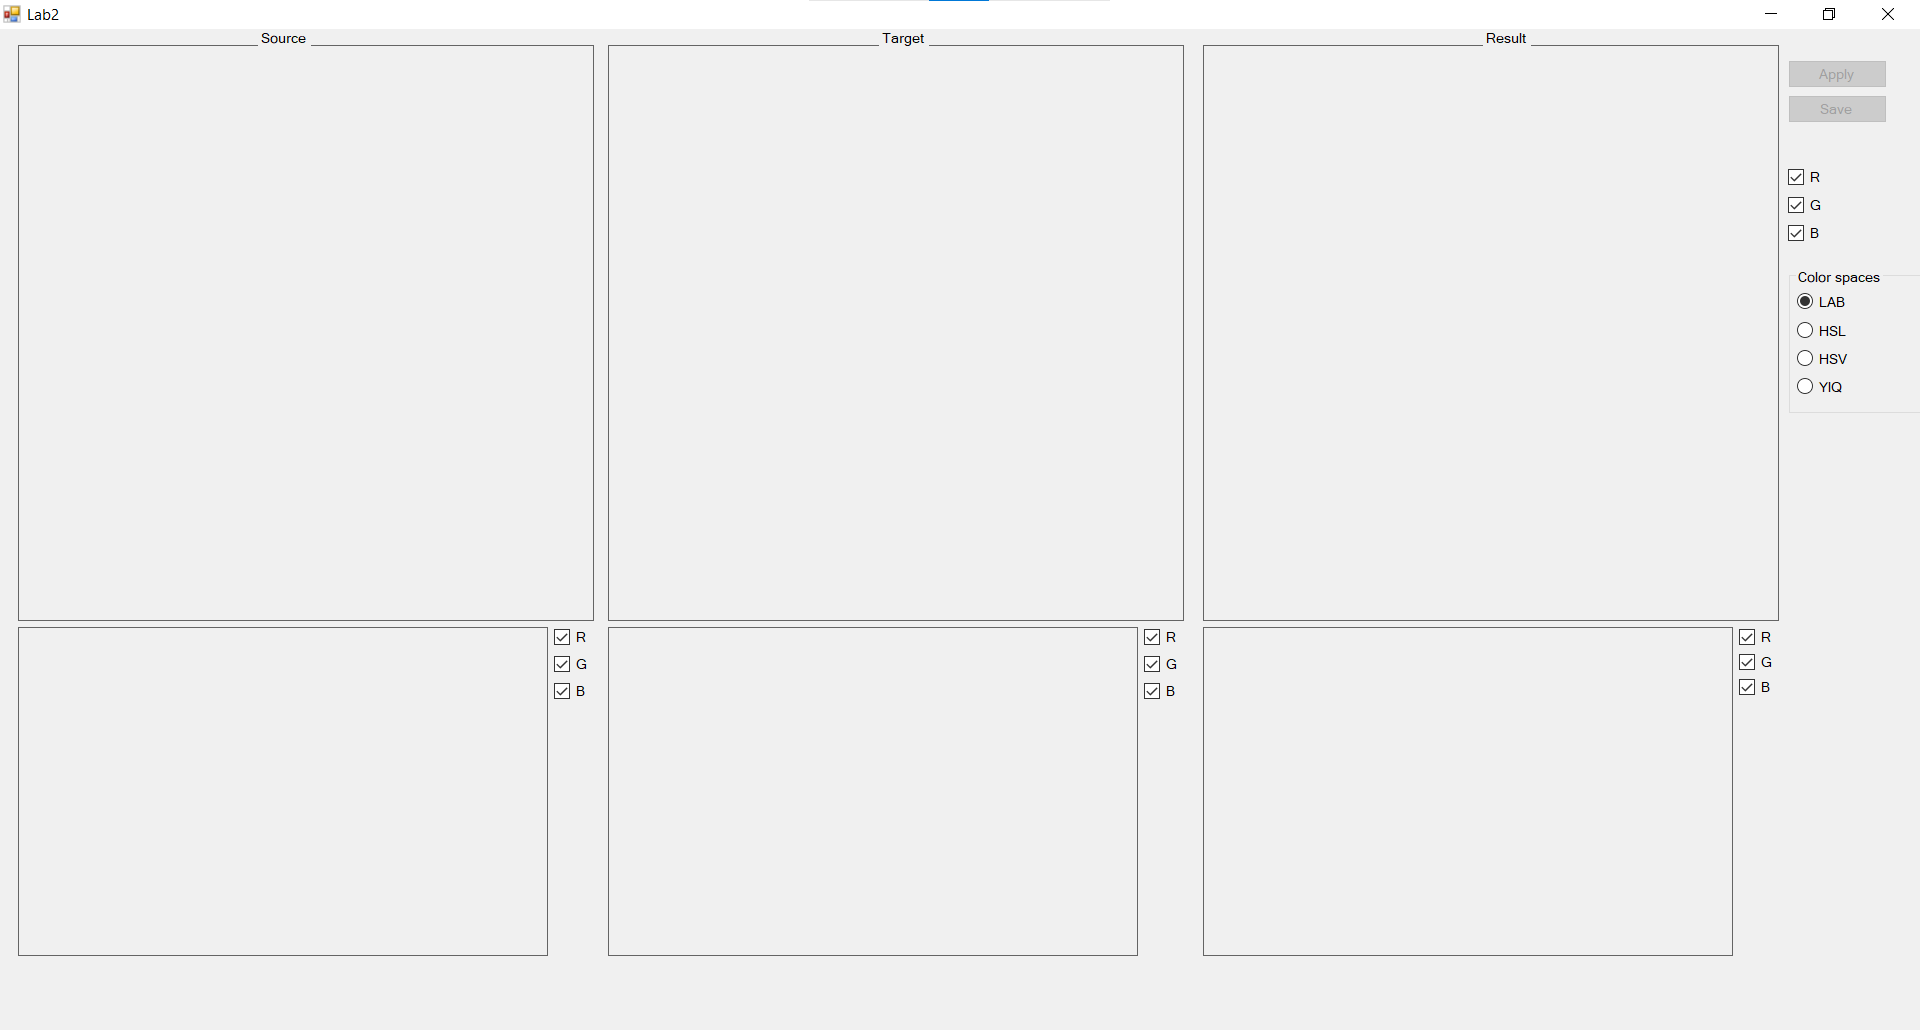 Lab2
Source
Target
Result
Apply
Save
R
G
B
Color spaces
LAB
HSL
HSV
YIQ
R
G
B
R
G
B
R
G
B